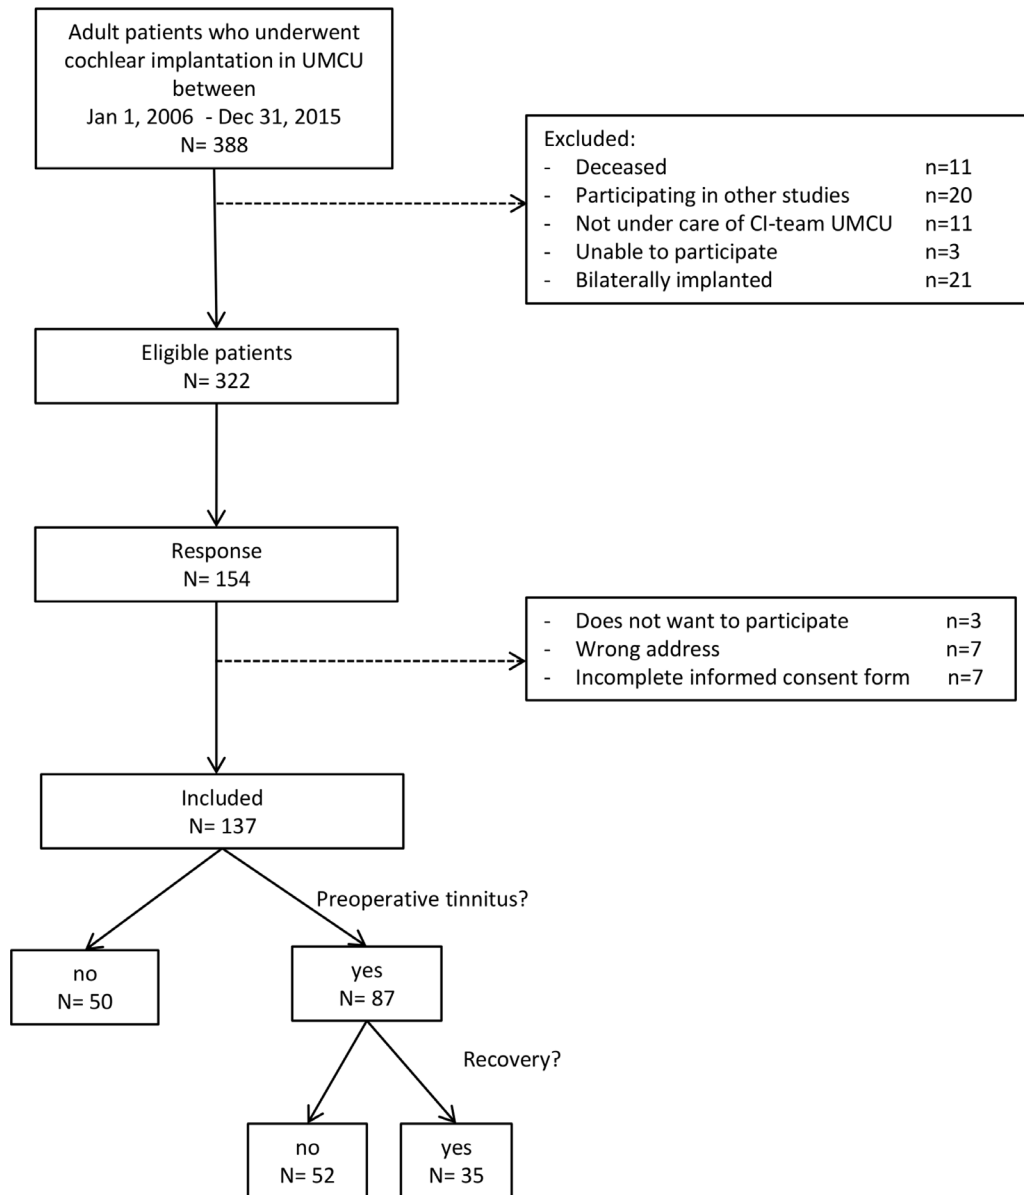 Adult patients who underwent
cochlear implantation in UMCU
between
Jan 1, 2006 - Dec 31, 2015
N= 388
Excluded:
- Deceased n=11
- Participating in other studies n=20
- Not under care of CI-team UMCU n=11
- Unable to participate n=3
- Bilaterally implanted n=21
Eligible patients
N= 322
Response
N= 154
- Does not want to participate n=3
- Wrong address n=7
- Incomplete informed consent form n=7
Included
N= 137
Preoperative tinnitus?
no
N= 50
yes
N= 87
Recovery?
no
N= 52
yes
N= 35